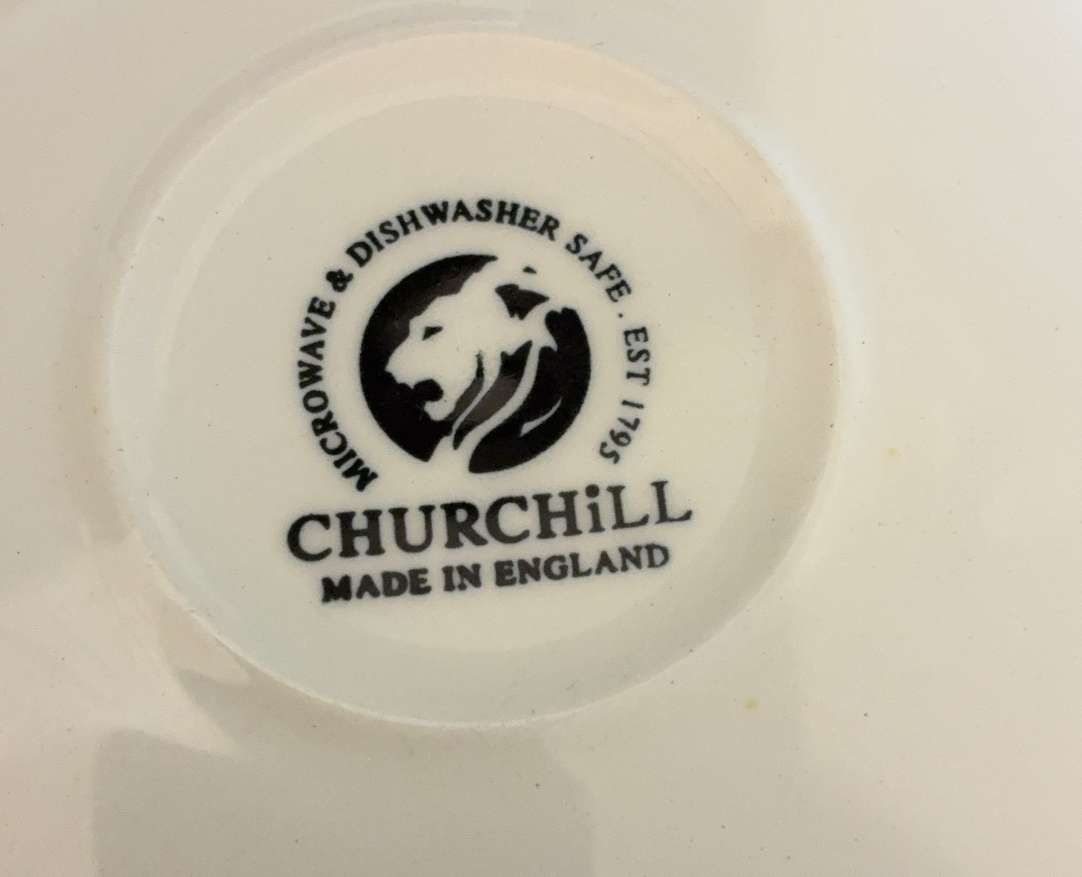 MICROWAVE & DISHWASHER SAFE . EST 1795
CHURCHiLL
MADE IN ENGLAND